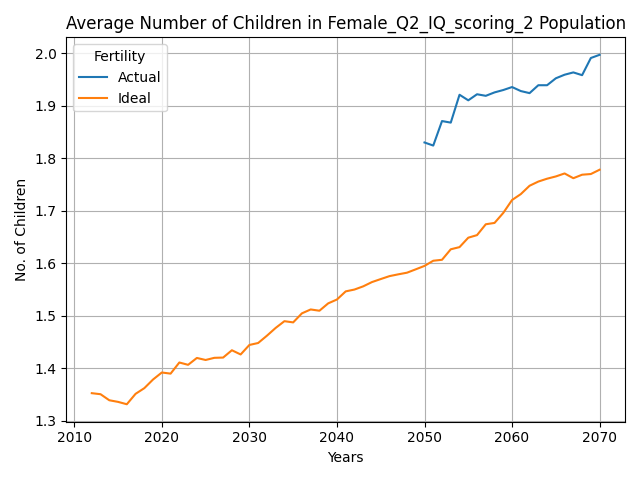 Average Number of Children in Female_Q2_IQ_scoring_2 Population
Fertility
Actual
Ideal
No. of Children
2.0
1.9
1.8
1.7
1.6
1.5
1.4
1.3
2010 2020 2030 2040 2050 2060 2070
Years